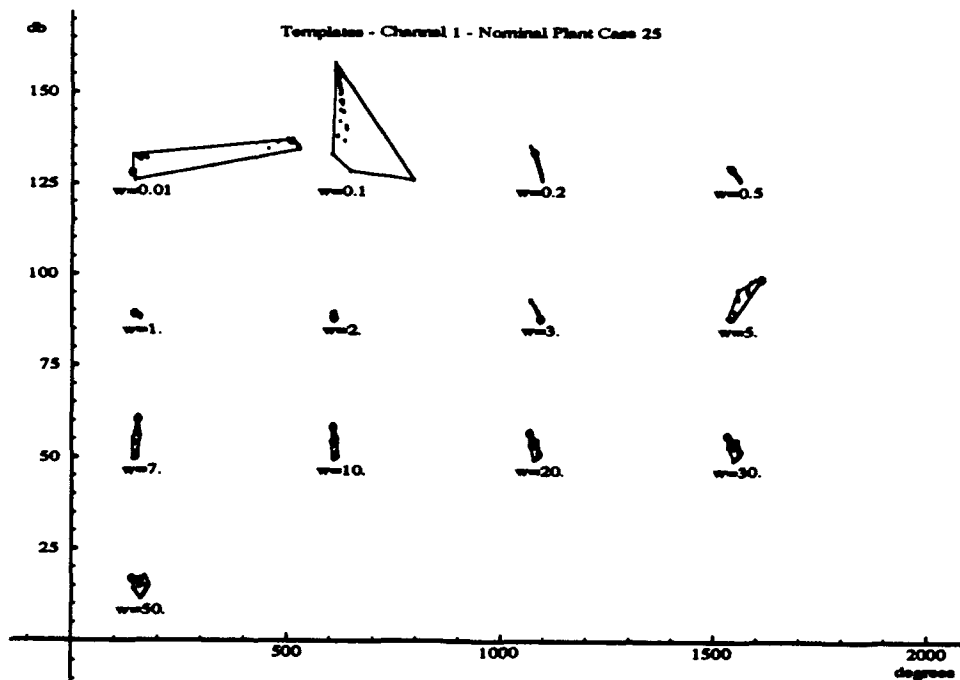 db
Templates - Channel 1 - Nominal Plant Case 25
150
125
w=0.01 w=0.1 w=0.2 w=0.5
100
w=1. w=2. w=3. w=5.
75
50
w=7. w=10. w=20. w=30.
25
w=50.
500 1000 1500 2000
degrees